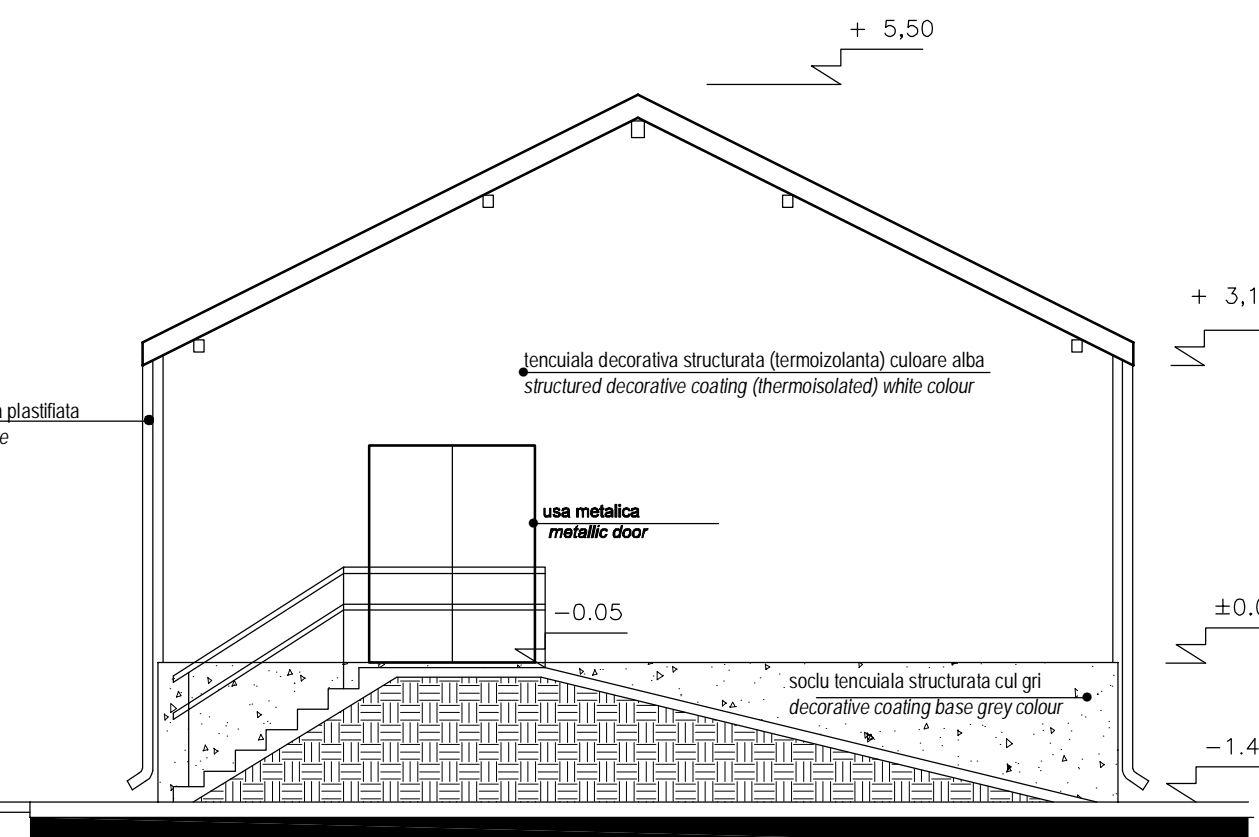 + 5,50
+ 3,1
tencuiala decorativa structurata (termoizolanta) culoare alba
structured decorative coating (thermoisolated) white colour
plastifiata
usa metalica
metallic door
-0.05
±0.0
soclu tencuiala structurata cul gri
decorative coating base grey colour
-1.4